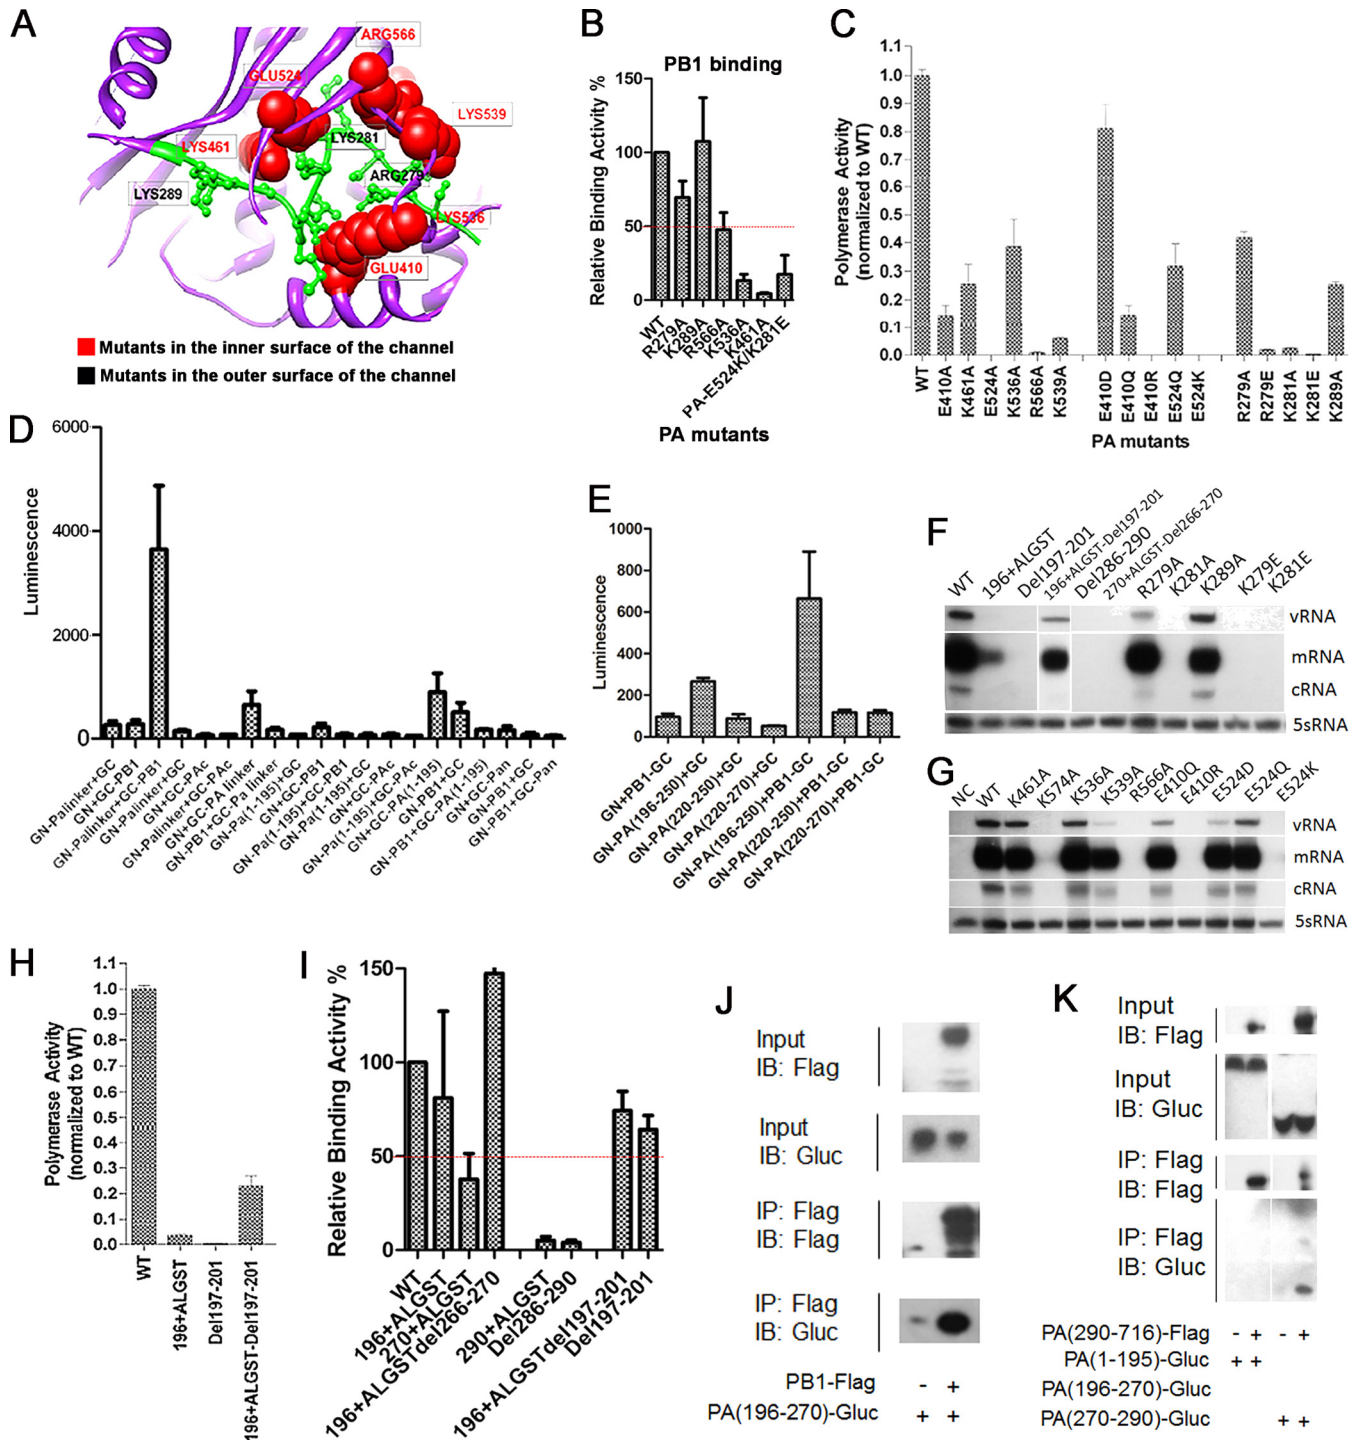 A
ARG566
GLU524
LYS539
LYS461
LYS281
LYS289
ARG279
LYS536
GLU410
Mutants in the inner surface of the channel
Mutants in the outer surface of the channel
B
PB1 binding
Relative Binding Activity %
150
100
50
0
WT
R279A
K289A
R566A
K536A
K461A
PA-E524K/K281E
PA mutants
C
Polymerase Activity
(normalized to WT)
1.1
1.0
0.9
0.8
0.7
0.6
0.5
0.4
0.3
0.2
0.1
0.0
WT
E410A
K461A
E524A
K536A
R566A
K539A
E410D
E410Q
E410R
E524Q
E524K
R279A
R279E
K281A
K281E
K289A
PA mutants
D
Luminescence
6000
4000
2000
0
GN-Palinker+GC
GN+GC-PB1
GN-Palinker+GC-PB1
GN-Palinker+GC
GN+GC-PAc
GN-Palinker+GC-PAc
GN+GC-PA linker
GN-PB1+GC-Pa linker
GN-Pa(1-195)+GC
GN+GC-PB1
GN-Pa(1-195)+GC-PB1
GN-Pa(1-195)+GC
GN+GC-PAc
GN-Pa(1-195)+GC-PAc
GN+GC-PA(1-195)
GN-PB1+GC
GN-PB1+GC-PA(1-195)
GN+GC-Pan
GN-PB1+GC
GN-PB1+GC-Pan
E
Luminescence
1000
800
600
400
200
0
GN+PB1-GC
GN-PA(196-250)+GC
GN-PA(220-250)+GC
GN-PA(220-270)+GC
GN-PA(196-250)+PB1-GC
GN-PA(220-250)+PB1-GC
GN-PA(220-270)+PB1-GC
F
WT
196+ALGST
Del197-201
196+ALGST-Del197-201
Del286-290
270+ALGST-Del266-270
R279A
K281A
K289A
K279E
K281E
vRNA
mRNA
cRNA
5sRNA
G
NC
WT
K461A
K574A
K536A
K539A
R566A
E410Q
E410R
E524D
E524Q
E524K
vRNA
mRNA
cRNA
5sRNA
H
Polymerase Activity
(normalized to WT)
1.1
1.0
0.9
0.8
0.7
0.6
0.5
0.4
0.3
0.2
0.1
0.0
WT
196+ALGST
Del197-201
196+ALGST-Del197-201
I
Relative Binding Activity %
150
100
50
0
WT
196+ALGST
270+ALGST
196+ALGSTdel266-270
290+ALGST
Del286-290
196+ALGSTdel197-201
Del197-201
J
Input
IB: Flag
Input
IB: Gluc
IP: Flag
IB: Flag
IP: Flag
IB: Gluc
PB1-Flag - +
PA(196-270)-Gluc + +
K
Input
IB: Flag
Input
IB: Gluc
IP: Flag
IB: Flag
IP: Flag
IB: Gluc
PA(290-716)-Flag - + - +
PA(1-195)-Gluc + +
PA(196-270)-Gluc
PA(270-290)-Gluc + +